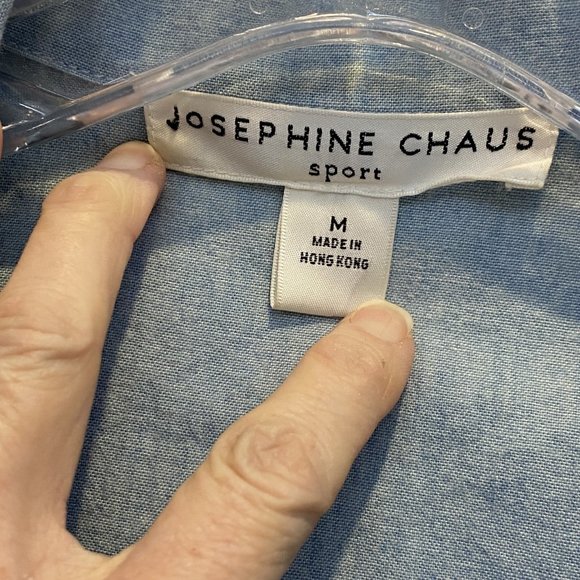 JoSEPHINE CHAUS
sport
M
MADE IN
HONG KONG